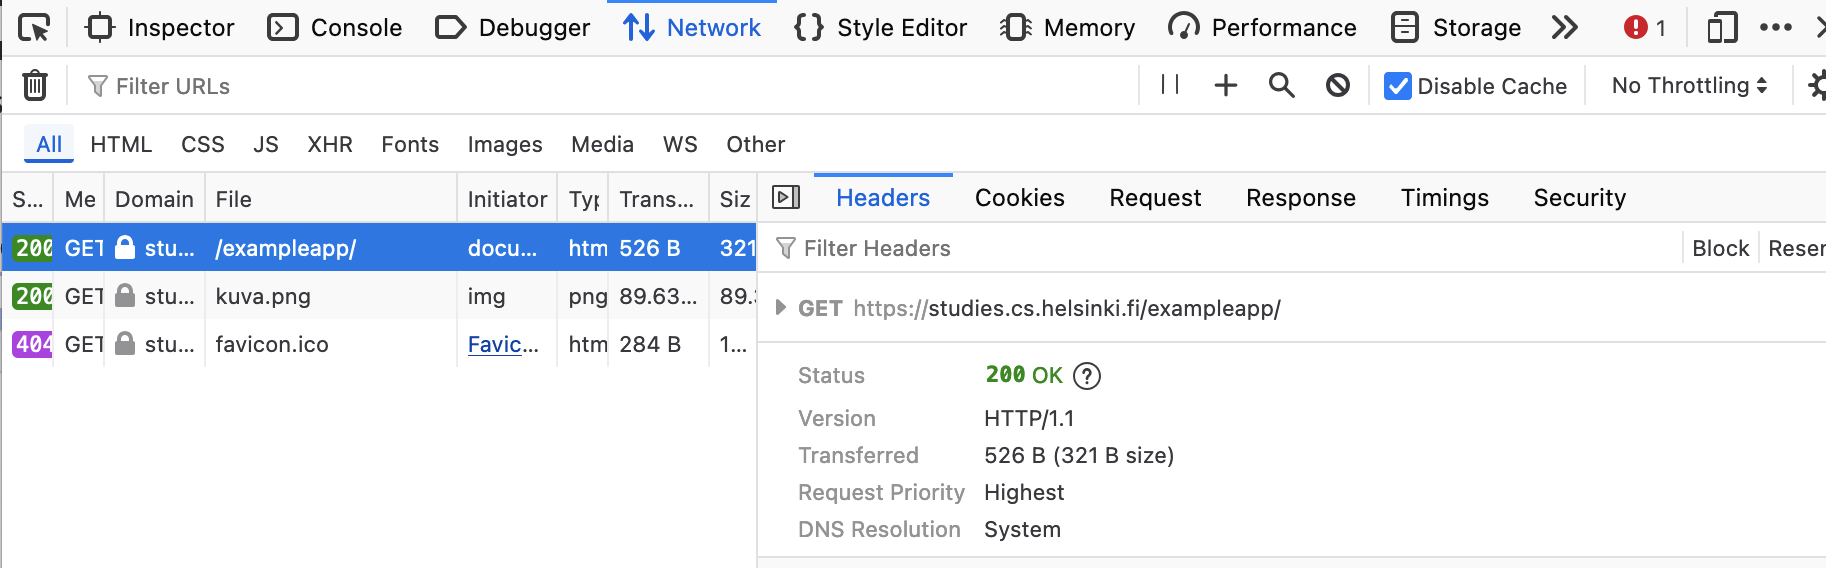 Inspector Console Debugger Network Style Editor Memory Performance Storage 1
Filter URLs Disable Cache No Throttling
All HTML CSS JS XHR Fonts Images Media WS Other
S... Me Domain File Initiator Typ Trans... Siz
200 GET stu... /exampleapp/ docu... htm 526 B 321
200 GET stu... kuva.png img png 89.63... 89.
404 GET stu... favicon.ico Favic... htm 284 B 1...
Headers Cookies Request Response Timings Security
Filter Headers Block Reser
GET https://studies.cs.helsinki.fi/exampleapp/
Status 200 OK ?
Version HTTP/1.1
Transferred 526 B (321 B size)
Request Priority Highest
DNS Resolution System